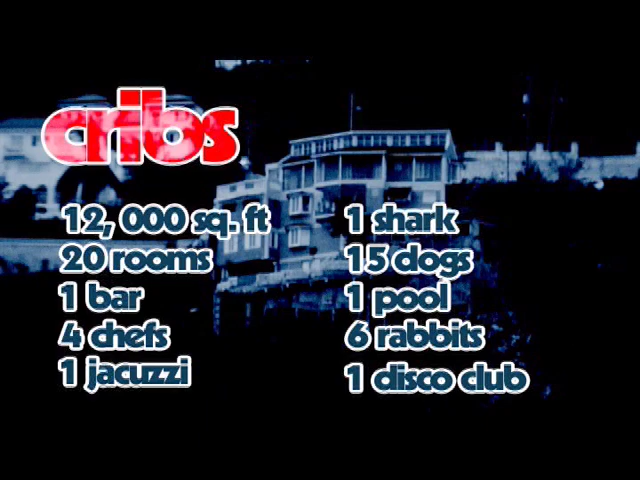 cribs
12, 000 sq. ft
20 rooms
1 bar
4 chefs
1 jacuzzi
1 shark
15 dogs
1 pool
6 rabbits
1 disco club